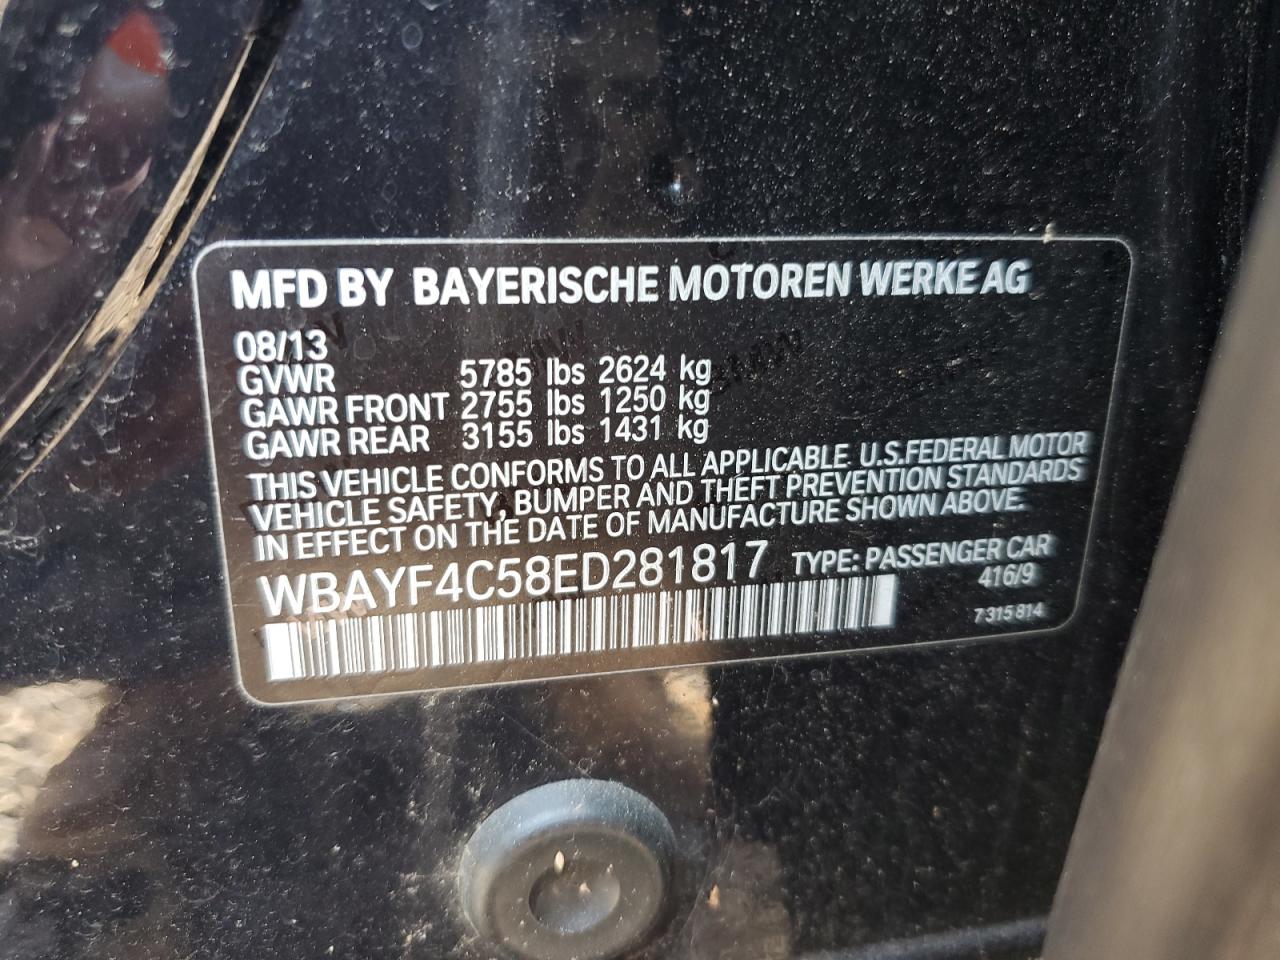 MFD BY BAYERISCHE MOTOREN WERKE AG
08/13
GVWR 5785 lbs 2624 kg
GAWR FRONT 2755 lbs 1250 kg
GAWR REAR 3155 lbs 1431 kg
THIS VEHICLE CONFORMS TO ALL APPLICABLE U.S.FEDERAL MOTOR
VEHICLE SAFETY, BUMPER AND THEFT PREVENTION STANDARDS
IN EFFECT ON THE DATE OF MANUFACTURE SHOWN ABOVE.
WBAYF4C58ED281817 TYPE: PASSENGER CAR
416/9
7 315 814